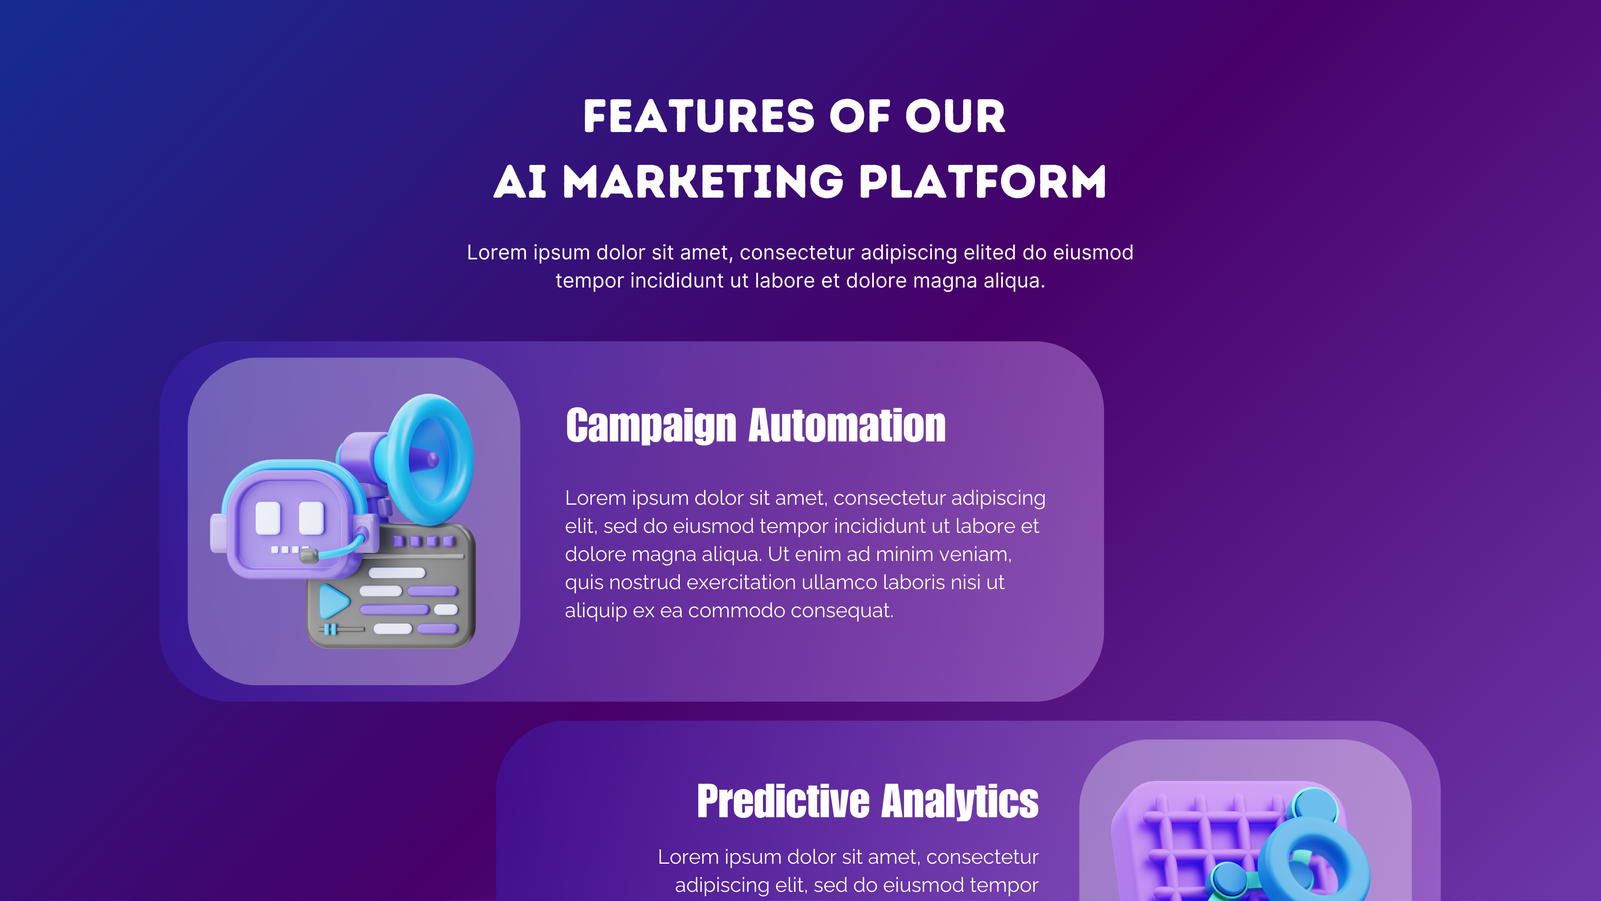 FEATURES OF OUR
AI MARKETING PLATFORM
Lorem ipsum dolor sit amet, consectetur adipiscing elited do eiusmod
tempor incididunt ut labore et dolore magna aliqua.
Campaign Automation
Lorem ipsum dolor sit amet, consectetur adipiscing
elit, sed do eiusmod tempor incididunt ut labore et
dolore magna aliqua. Ut enim ad minim veniam,
quis nostrud exercitation ullamco laboris nisi ut
aliquip ex ea commodo consequat.
Predictive Analytics
Lorem ipsum dolor sit amet, consectetur
adipiscing elit, sed do eiusmod tempor